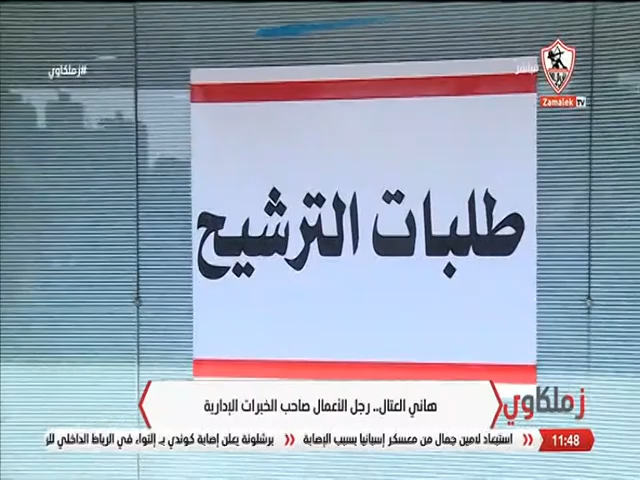 #زملكاوي
مباشر
Zamalek TV
طلبات الترشيح
هاني العتال.. رجل الأعمال صاحب الخبرات الإدارية
زملكاوي
11:48 » استبعاد لامين جمال من معسكر إسبانيا بسبب الإصابة » برشلونة يعلن إصابة كوندي بـ إلتواء في الرباط الداخلي للر